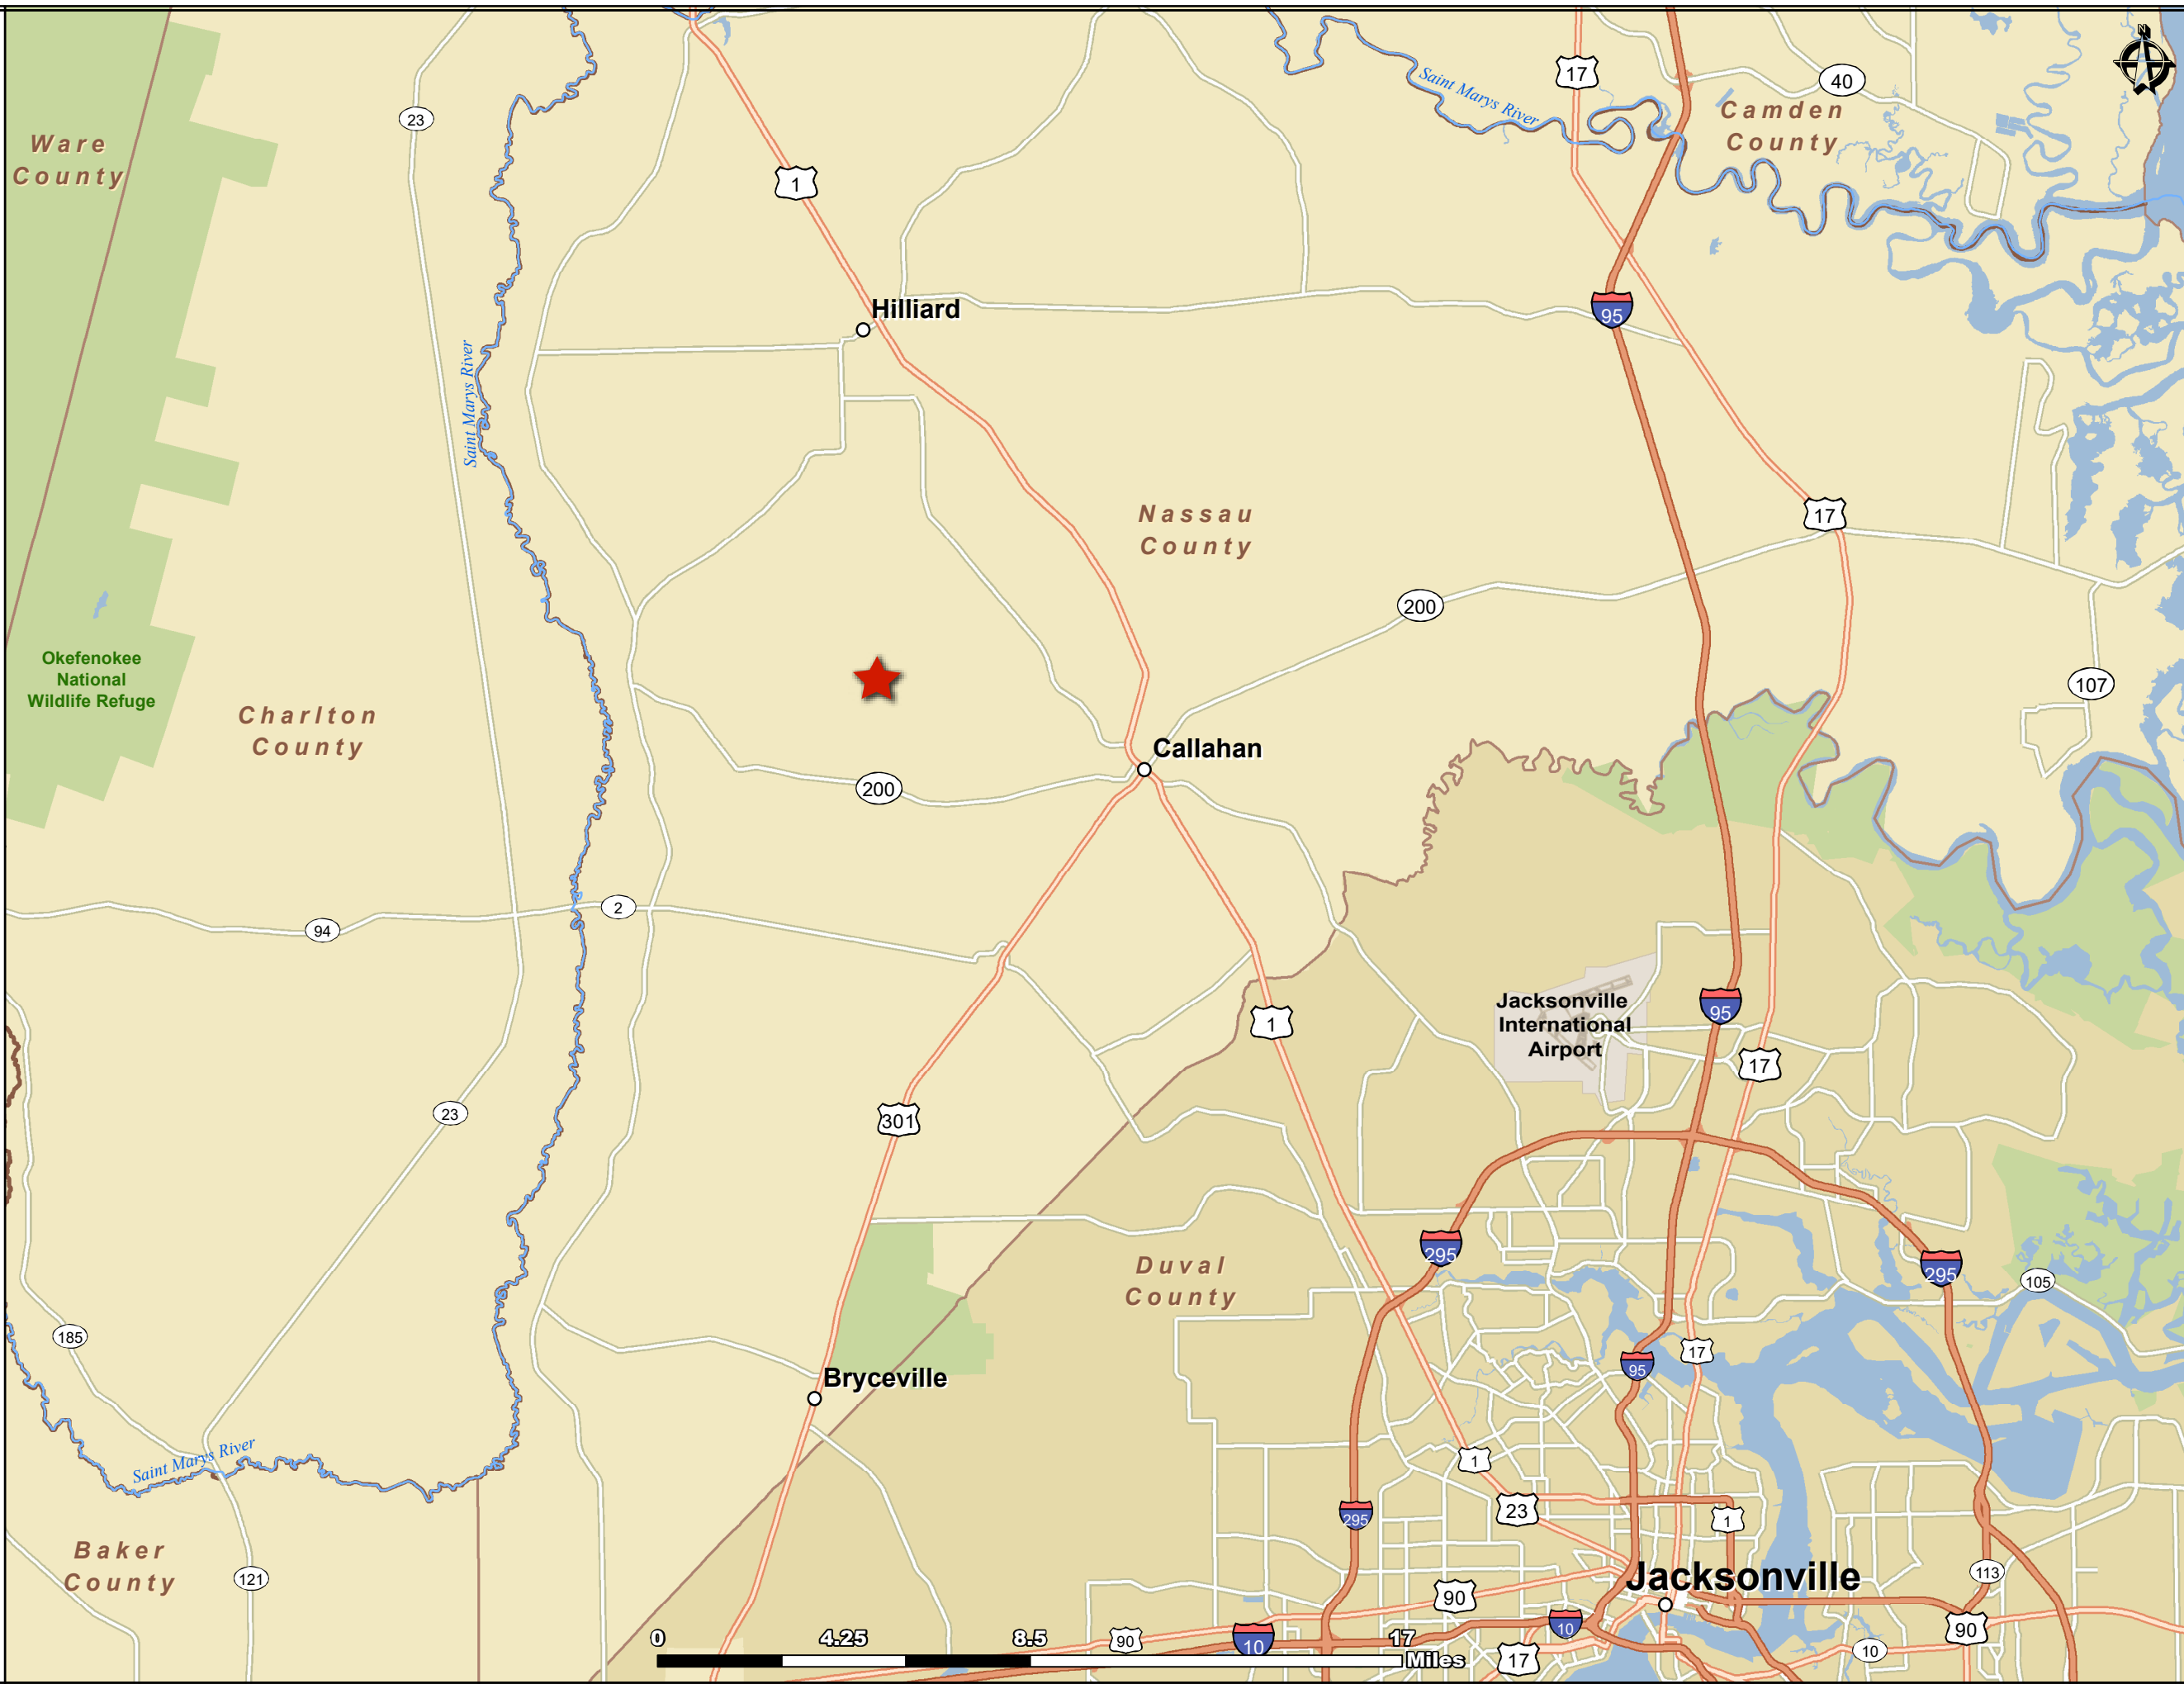 N
17
40
Camden
County
Saint Marys River
23
Ware
County
1
Hilliard
95
Saint Marys River
Nassau
County
17
200
Okefenokee
National
Wildlife Refuge
107
Charlton
County
Callahan
200
2
94
Jacksonville
International
Airport
95
1
17
23
301
295
Duval
County
295
105
185
17
95
Bryceville
Saint Marys River
1
23
295
1
Baker
County
121
113
Jacksonville
90
90
10
10
90
17
10
0
4.25
8.5
17
Miles